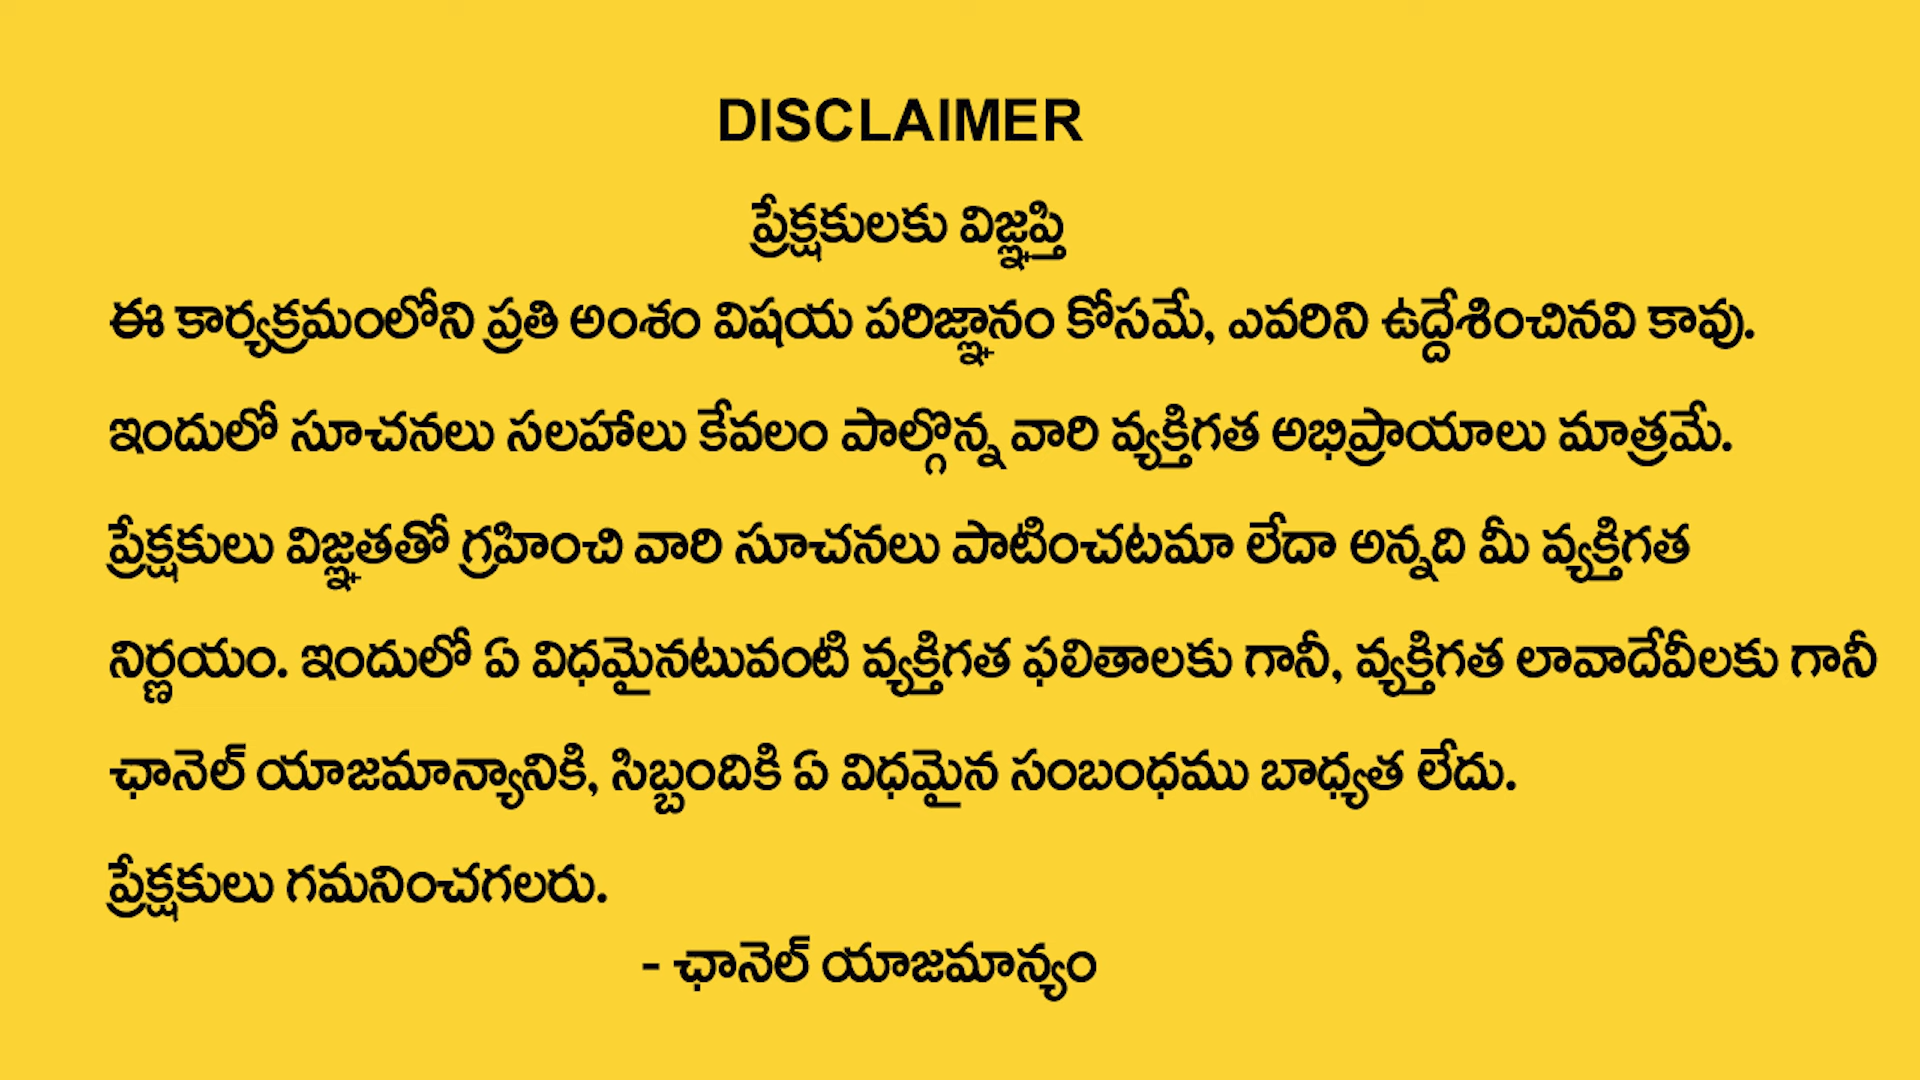 DISCLAIMER
ప్రేక్షకులకు విజ్ఞప్తి
ఈ కార్యక్రమంలోని ప్రతి అంశం విషయ పరిజ్ఞానం కోసమే, ఎవరిని ఉద్దేశించినవి కావు.
ఇందులో సూచనలు సలహాలు కేవలం పాల్గొన్న వారి వ్యక్తిగత అభిప్రాయాలు మాత్రమే.
ప్రేక్షకులు విజ్ఞతతో గ్రహించి వారి సూచనలు పాటించటమా లేదా అన్నది మీ వ్యక్తిగత
నిర్ణయం. ఇందులో ఏ విధమైనటువంటి వ్యక్తిగత ఫలితాలకు గానీ, వ్యక్తిగత లావాదేవీలకు గానీ
ఛానెల్ యాజమాన్యానికి, సిబ్బందికి ఏ విధమైన సంబంధము బాధ్యత లేదు.
ప్రేక్షకులు గమనించగలరు.
- ఛానెల్ యాజమాన్యం